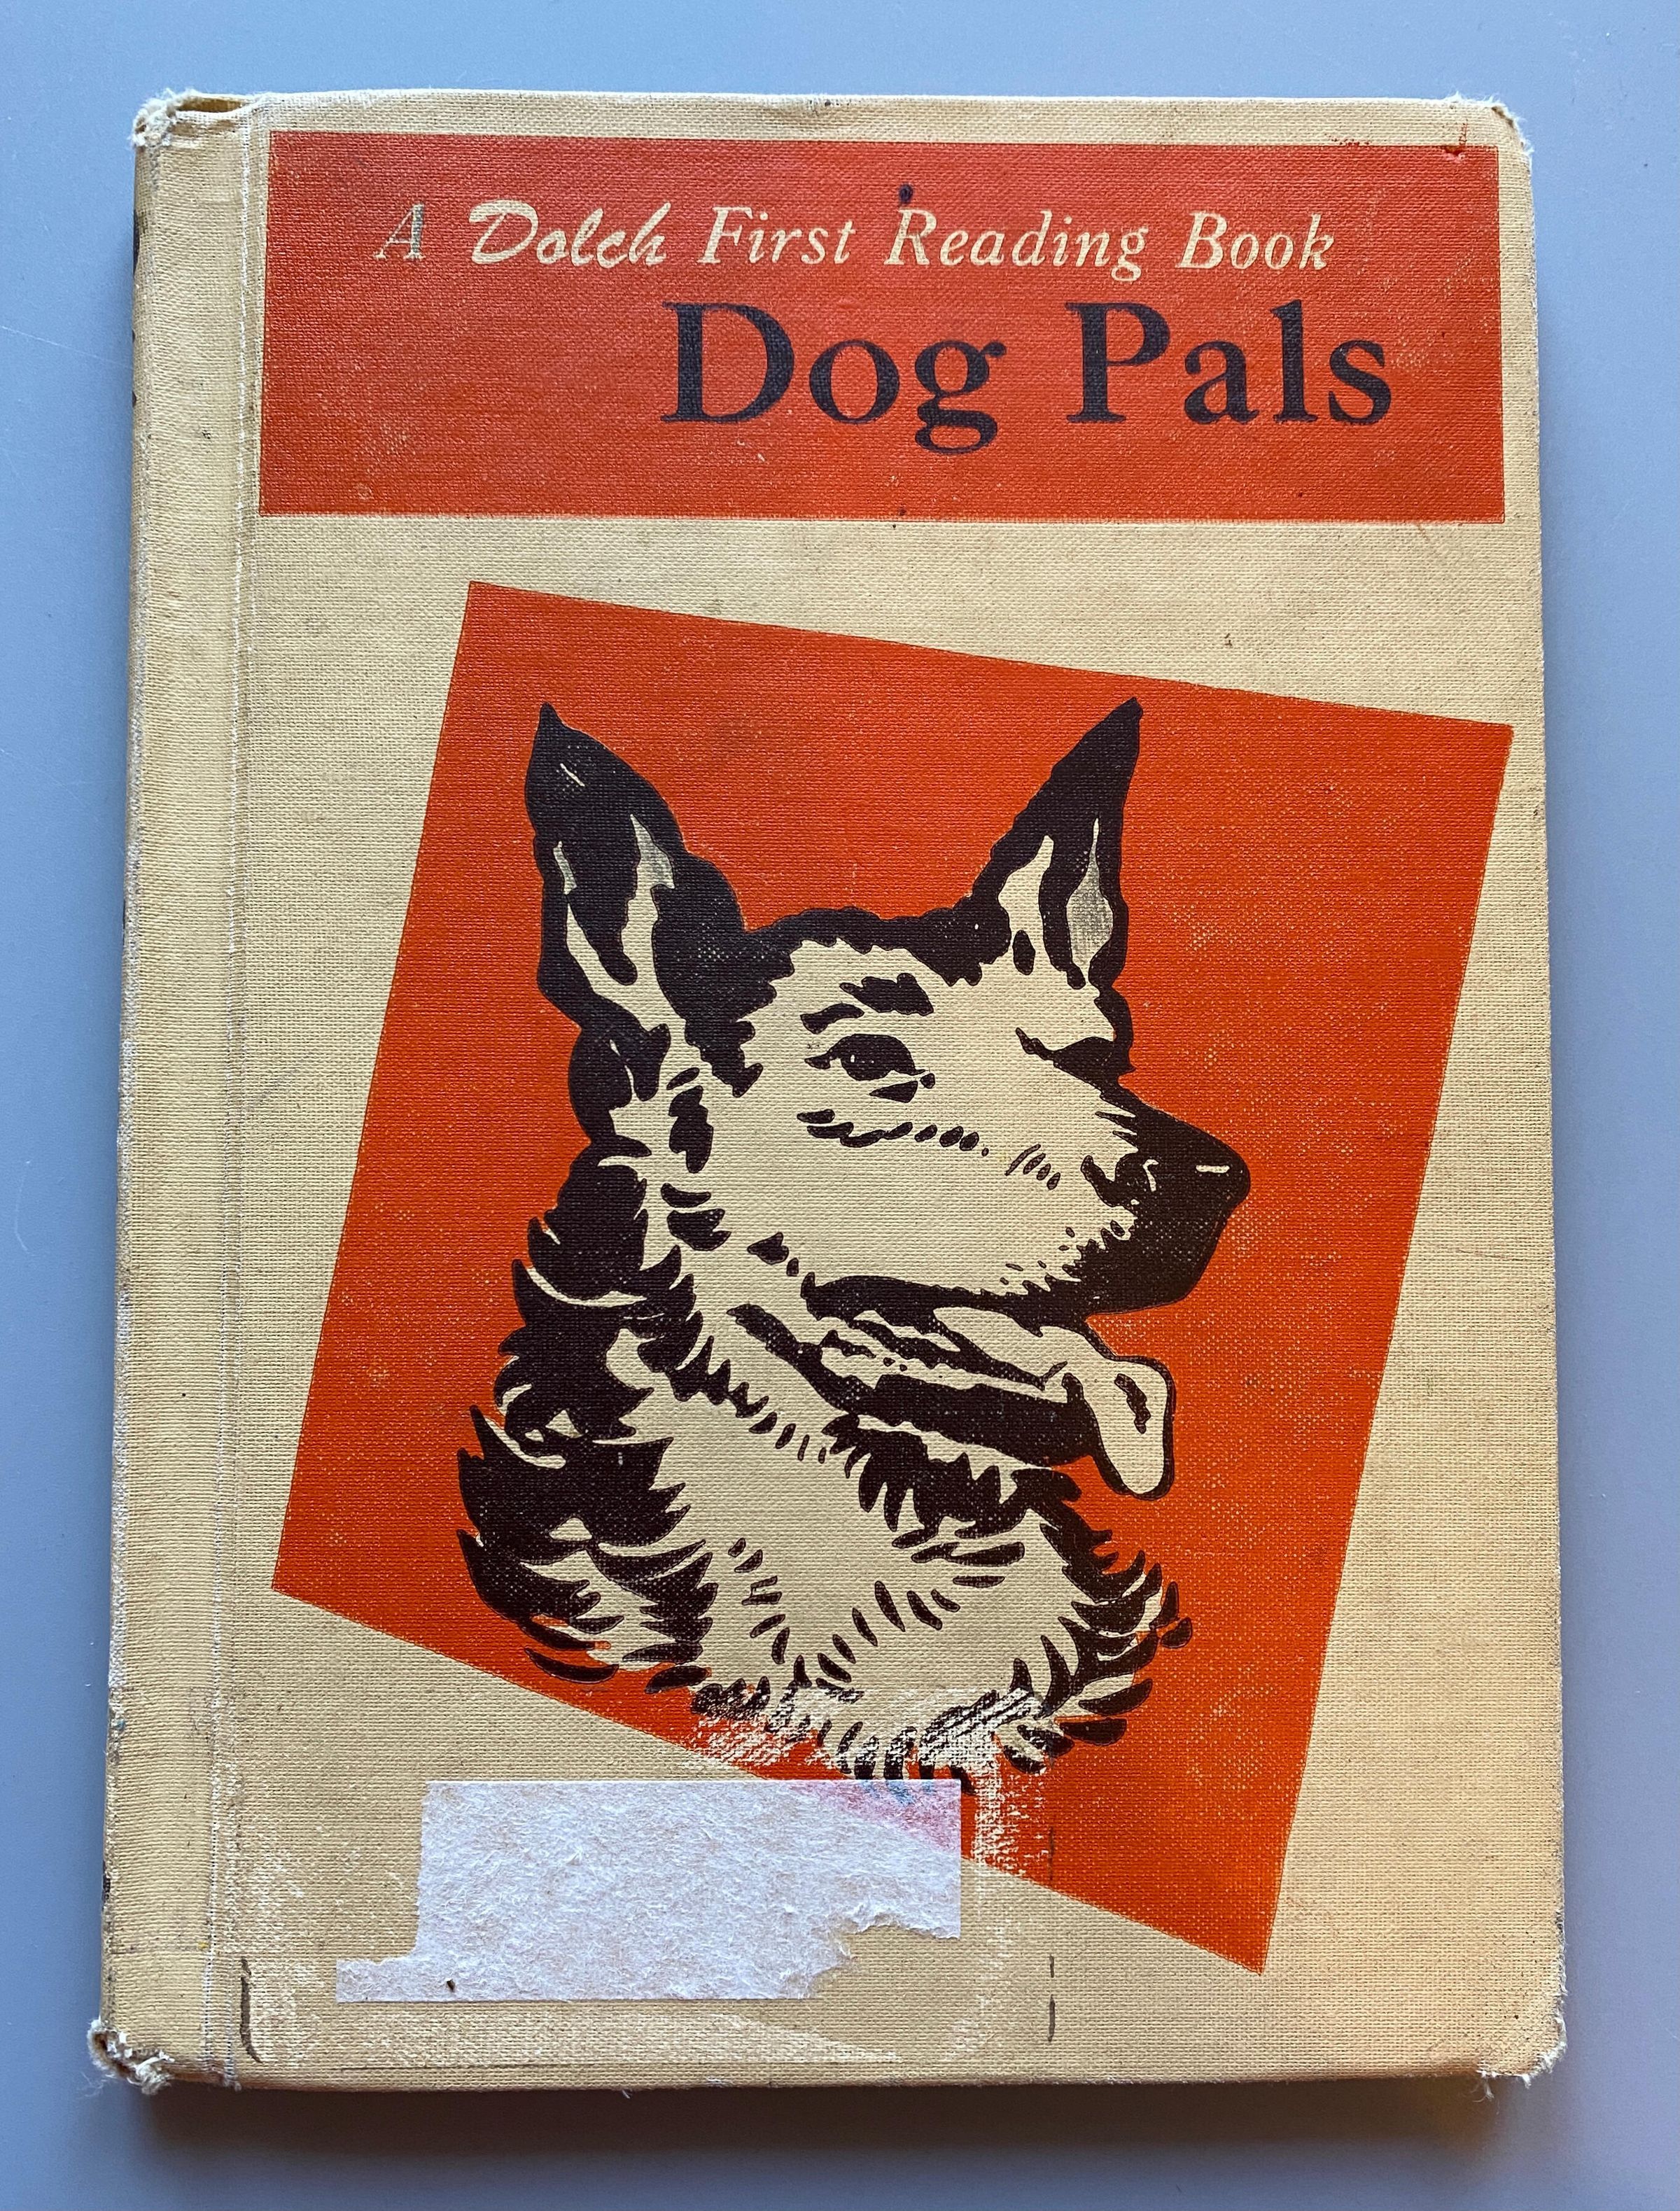 A Dolch First Reading Book
Dog Pals